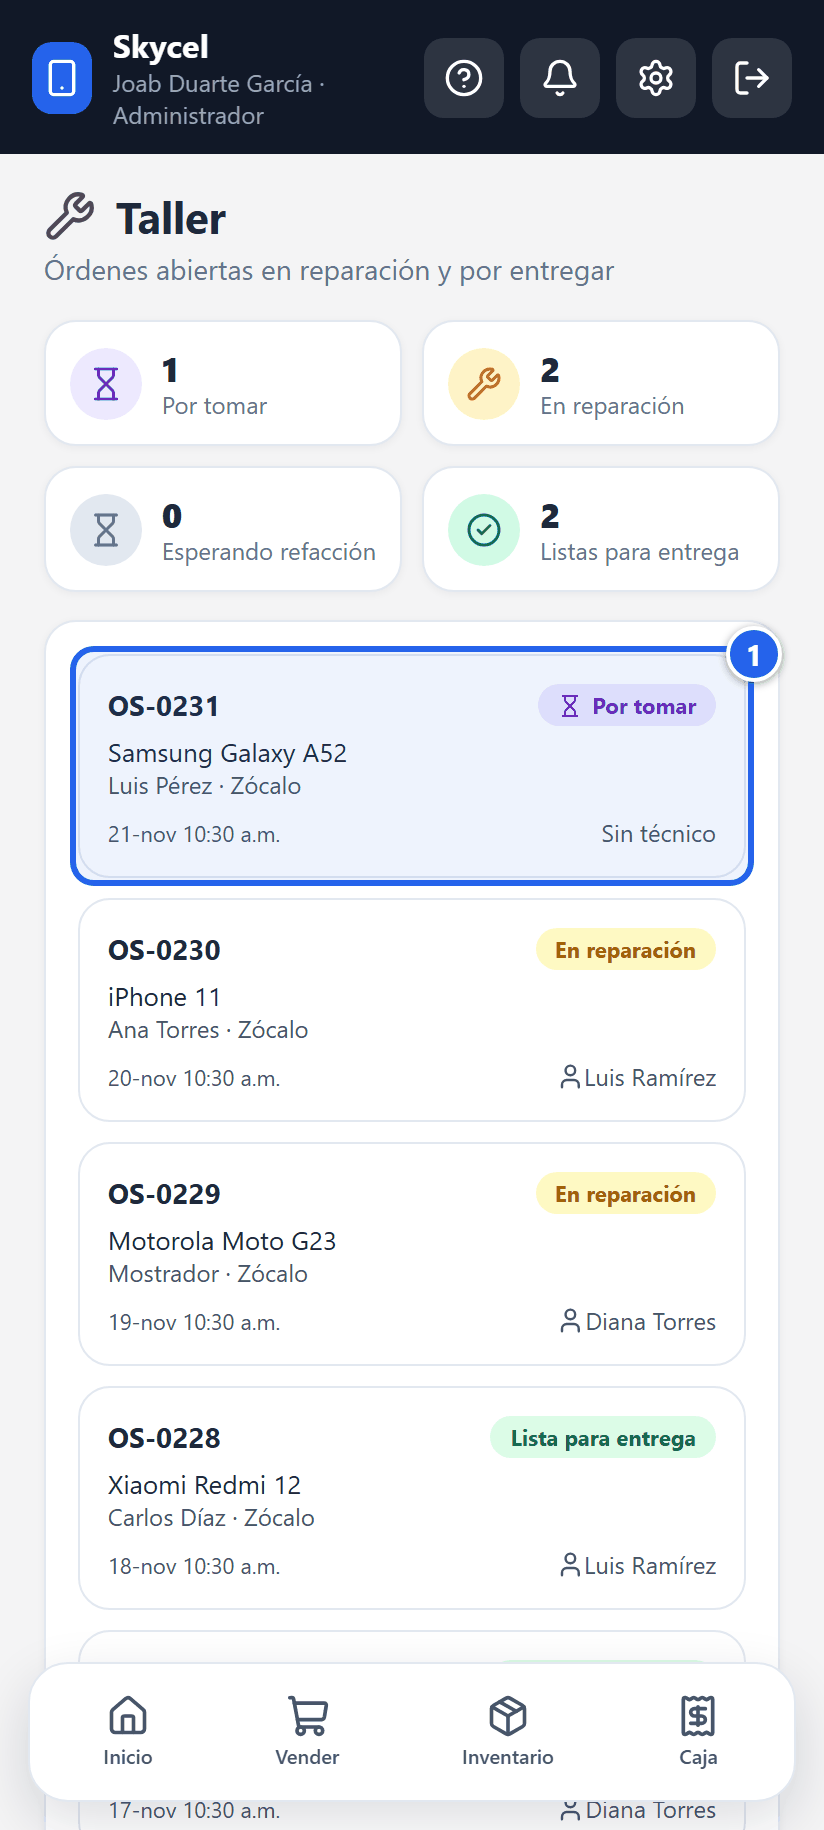 Skycel
Joab Duarte García ·
Administrador
Taller
Órdenes abiertas en reparación y por entregar
1
Por tomar
2
En reparación
0
Esperando refacción
2
Listas para entrega
1
OS-0231
Por tomar
Samsung Galaxy A52
Luis Pérez · Zócalo
21-nov 10:30 a.m.
Sin técnico
OS-0230
En reparación
iPhone 11
Ana Torres · Zócalo
20-nov 10:30 a.m.
Luis Ramírez
OS-0229
En reparación
Motorola Moto G23
Mostrador · Zócalo
19-nov 10:30 a.m.
Diana Torres
OS-0228
Lista para entrega
Xiaomi Redmi 12
Carlos Díaz · Zócalo
18-nov 10:30 a.m.
Luis Ramírez
Inicio
Vender
Inventario
Caja
17-nov 10:30 a.m.
Diana Torres